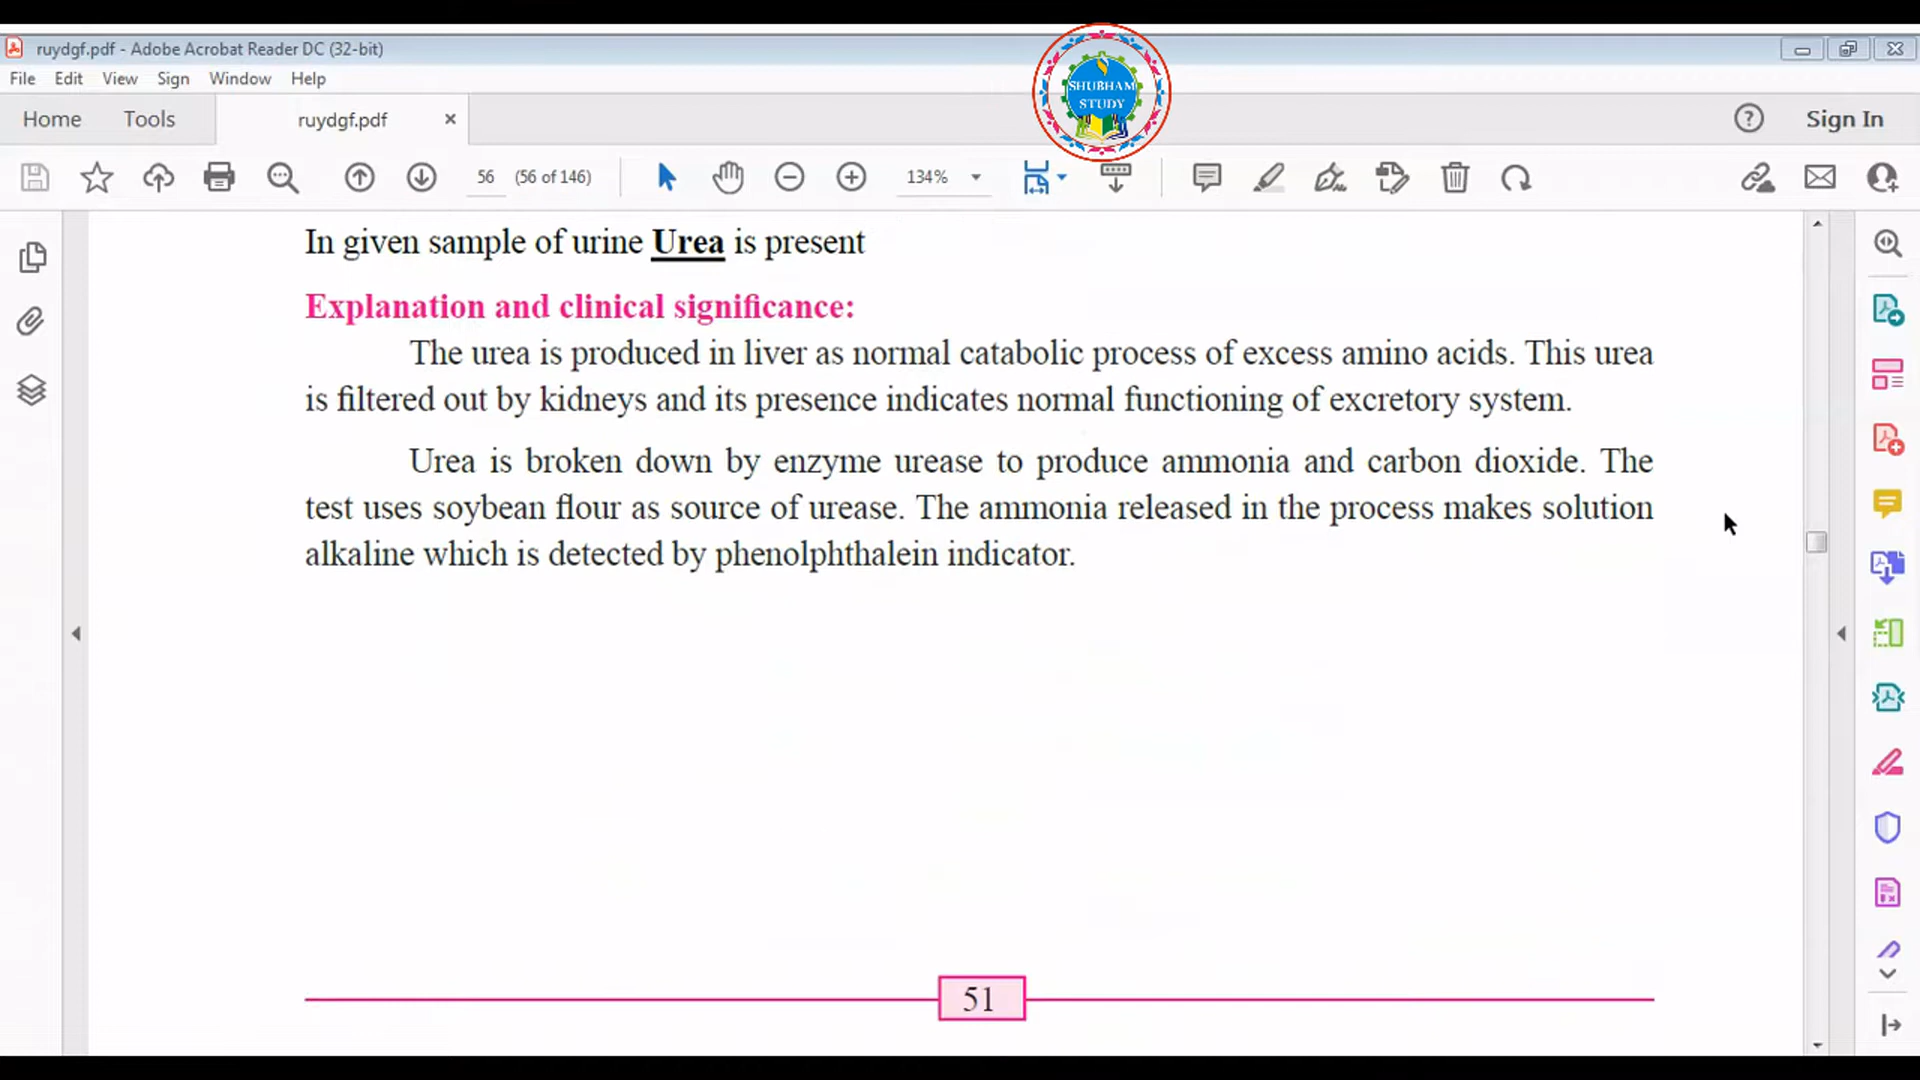 ruydgf.pdf - Adobe Acrobat Reader DC (32-bit)
File Edit View Sign Window Help
SHUBHAM
STUDY
Home Tools ruydgf.pdf Sign In
56 (56 of 146) 134%
In given sample of urine Urea is present
Explanation and clinical significance:
The urea is produced in liver as normal catabolic process of excess amino acids. This urea
is filtered out by kidneys and its presence indicates normal functioning of excretory system.
Urea is broken down by enzyme urease to produce ammonia and carbon dioxide. The
test uses soybean flour as source of urease. The ammonia released in the process makes solution
alkaline which is detected by phenolphthalein indicator.
51